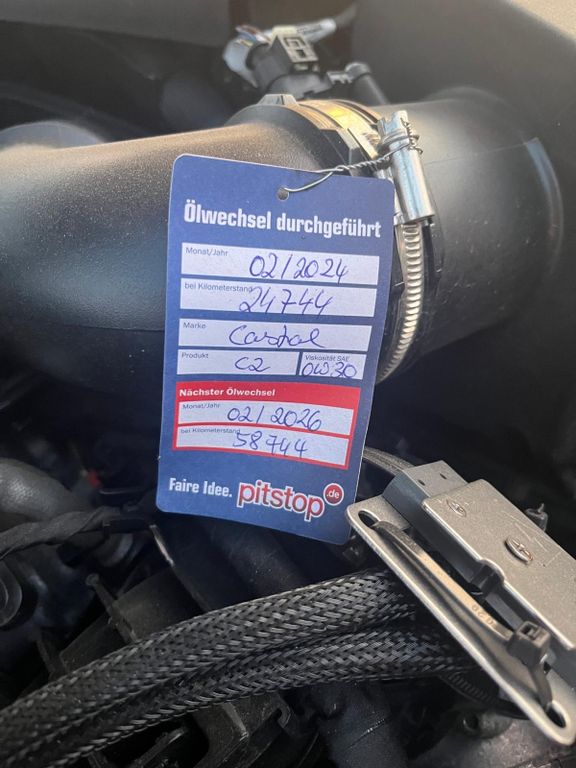 Ölwechsel durchgeführt
Monat/Jahr
02/2024
bei Kilometerstand
24744
Marke
Castrol
Produkt
C2
Viskosität SAE
0W30
Nächster Ölwechsel
Monat/Jahr
02/2026
bei Kilometerstand
58744
Faire Idee. pitstop.de